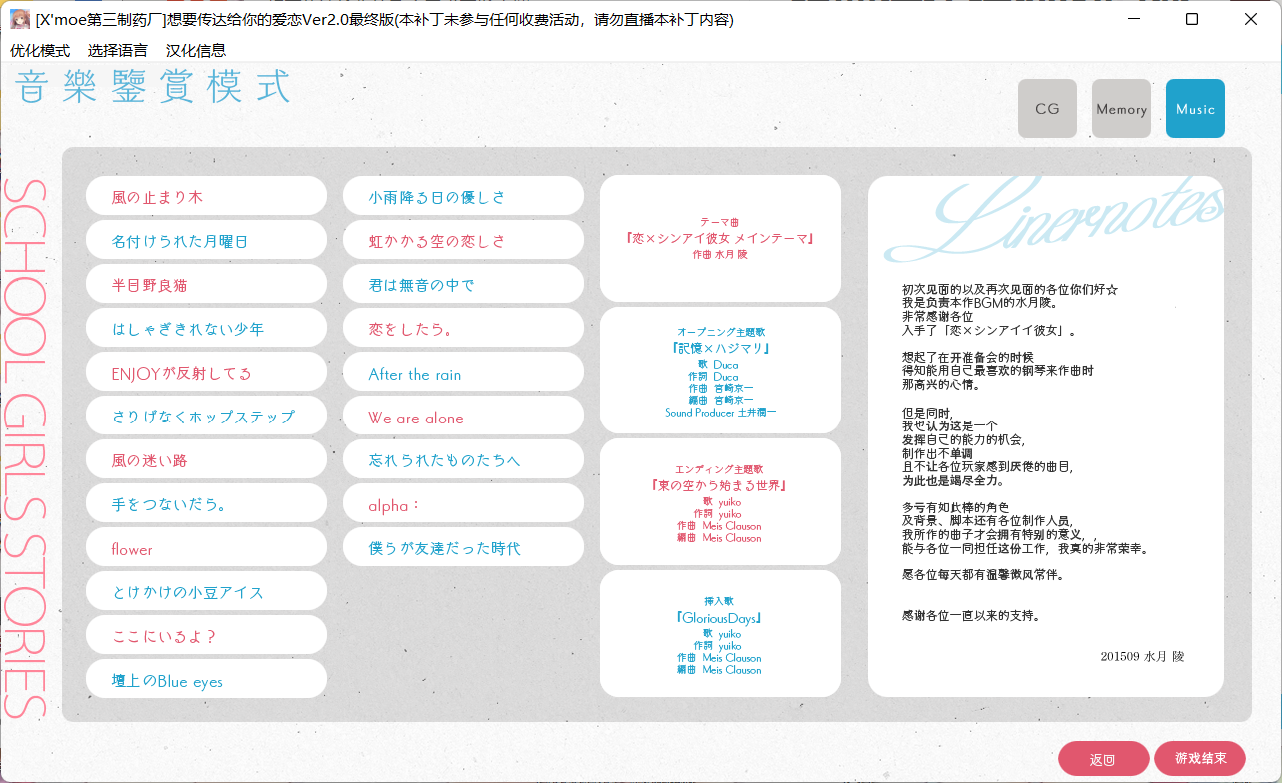 [X'moe第三制药厂]想要传达给你的爱恋Ver2.0最终版(本补丁未参与任何收费活动，请勿直播本补丁内容)
优化模式 选择语言 汉化信息
音樂鑒賞模式
CG
Memory
Music
SCHOOL GIRLS STORIES
風の止まり木
名付けられた月曜日
半目野良猫
はしゃぎきれない少年
ENJOYが反射してる
さりげなくホップステップ
風の迷い路
手をつないだら。
flower
とけかけの小豆アイス
ここにいるよ？
壇上のBlue eyes
小雨降る日の優しさ
虹かかる空の恋しさ
君は無音の中で
恋をしたら。
After the rain
We are alone
忘れられたものたちへ
alpha：
僕らが友達だった時代
テーマ曲
『恋×シンアイ彼女 メインテーマ』
作曲 水月 陵
オープニング主題歌
『記憶×ハジマリ』
歌 Duca
作詞 Duca
作曲 宮崎京一
編曲 宮崎京一
Sound Producer 土井潤一
エンディング主題歌
『東の空から始まる世界』
歌 yuiko
作詞 yuiko
作曲 Meis Clauson
編曲 Meis Clauson
挿入歌
『GloriousDays』
歌 yuiko
作詞 yuiko
作曲 Meis Clauson
編曲 Meis Clauson
Linernotes
初次见面的以及再次见面的各位你们好☆
我是负责本作BGM的水月陵。
非常感谢各位
入手了「恋×シンアイイ彼女」。
想起了在开准备会的时候
得知能用自己最喜欢的钢琴来作曲时
那高兴的心情。
但是同时，
我也认为这是一个
发挥自己的能力的机会，
制作出不单调
且不让各位玩家感到厌倦的曲目，
为此也是竭尽全力。
多亏有如此棒的角色
及背景、脚本还有各位制作人员，
我所作的曲子才会拥有特别的意义，，
能与各位一同担任这份工作，我真的非常荣幸。
愿各位每天都有温馨微风常伴。
感谢各位一直以来的支持。
201509 水月 陵
返回
游戏结束